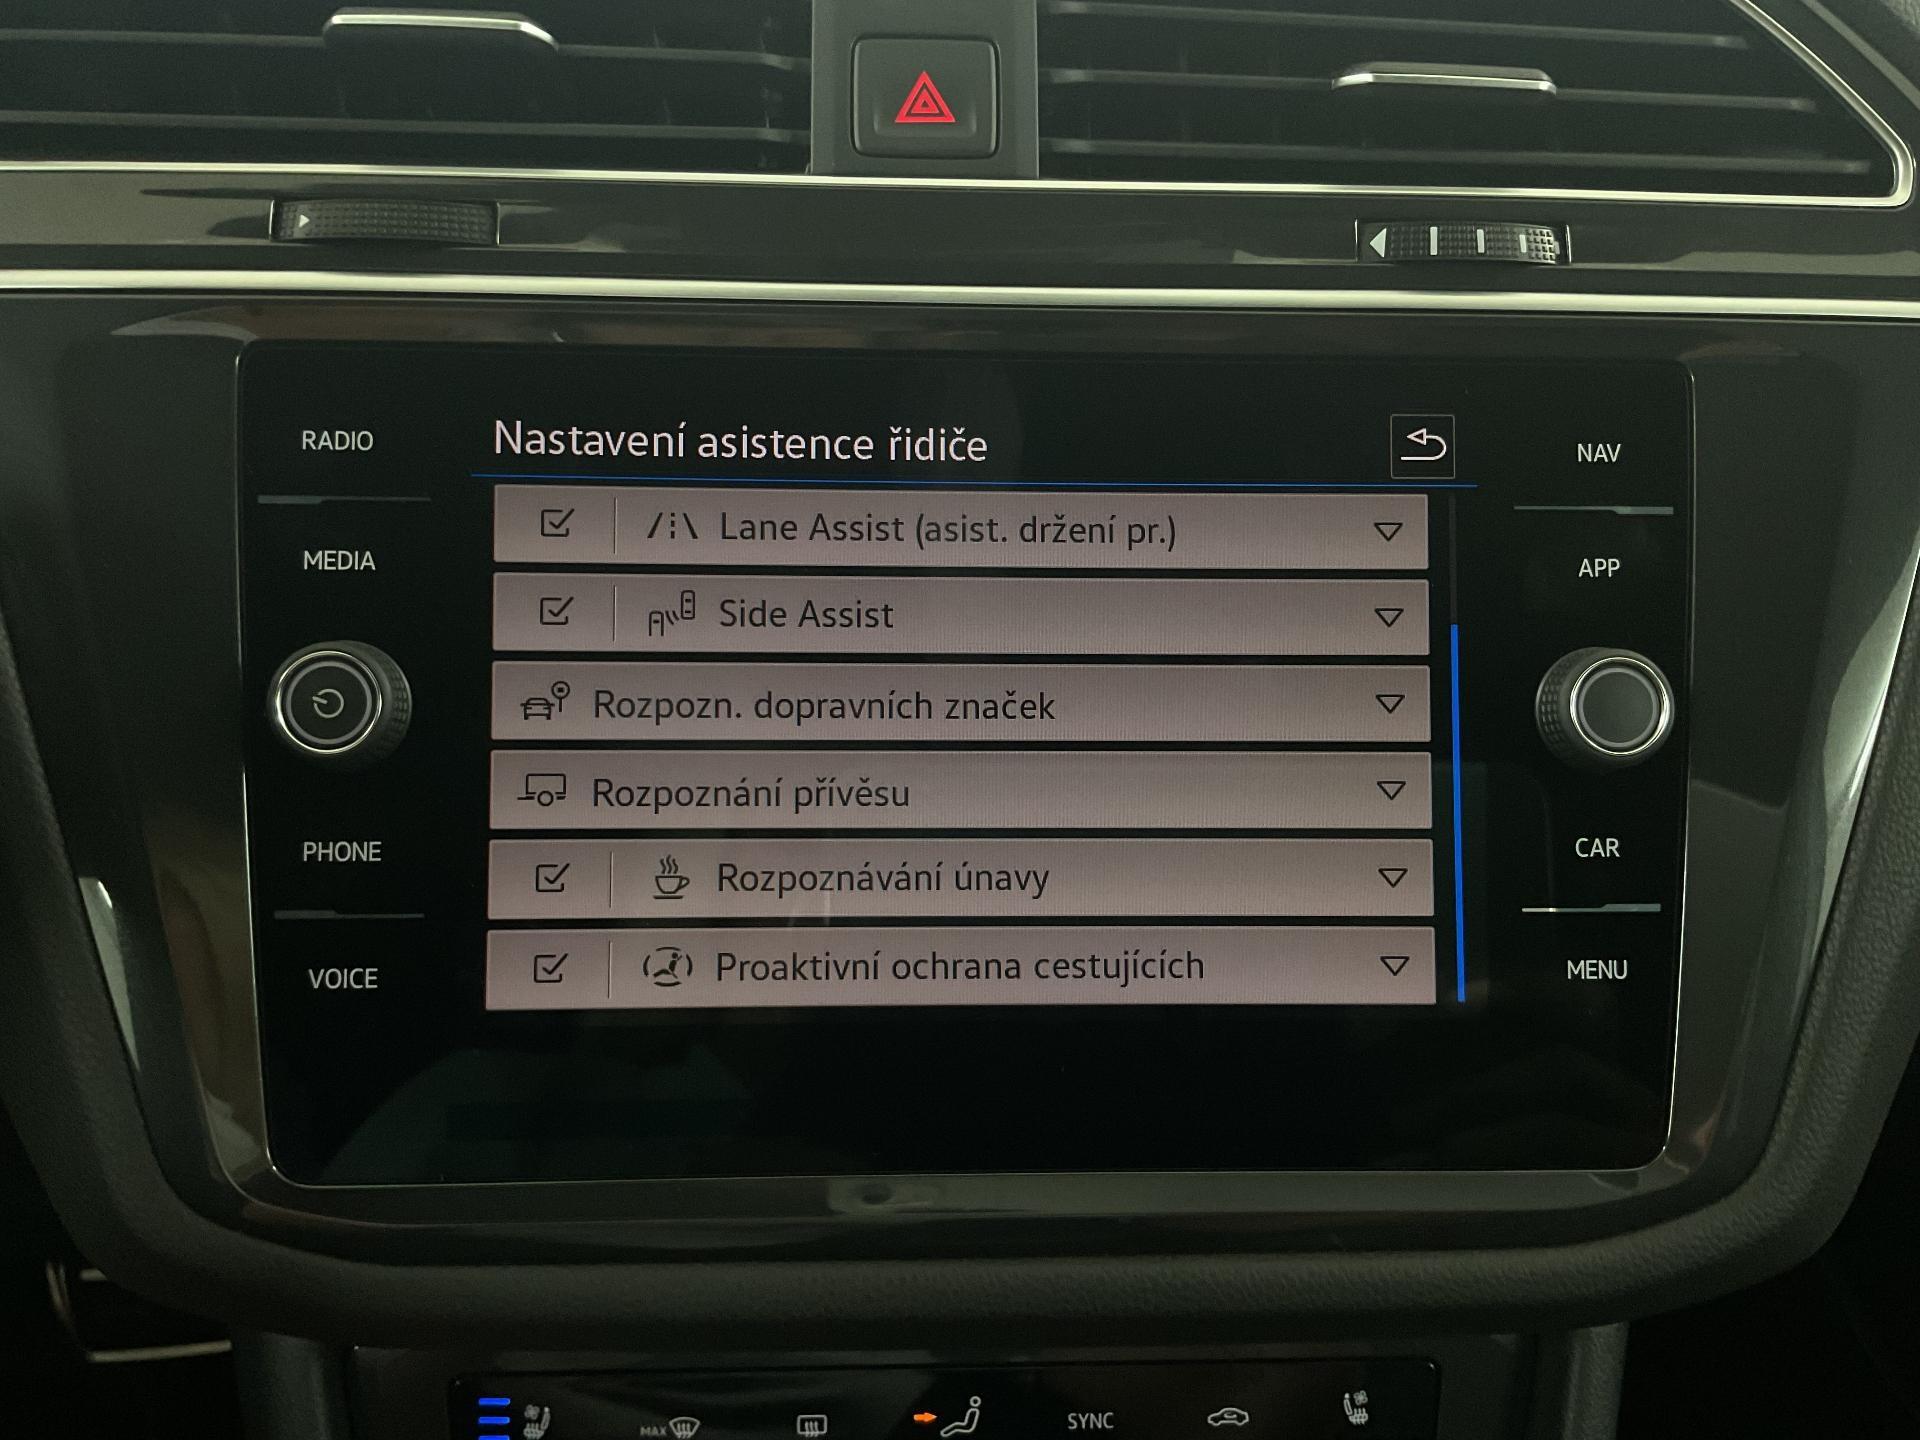 RADIO
MEDIA
PHONE
VOICE
Nastavení asistence řidiče
Lane Assist (asist. držení pr.)
Side Assist
Rozpozn. dopravních značek
Rozpoznání přívěsu
Rozpoznávání únavy
Proaktivní ochrana cestujících
NAV
APP
CAR
MENU
MAX
SYNC